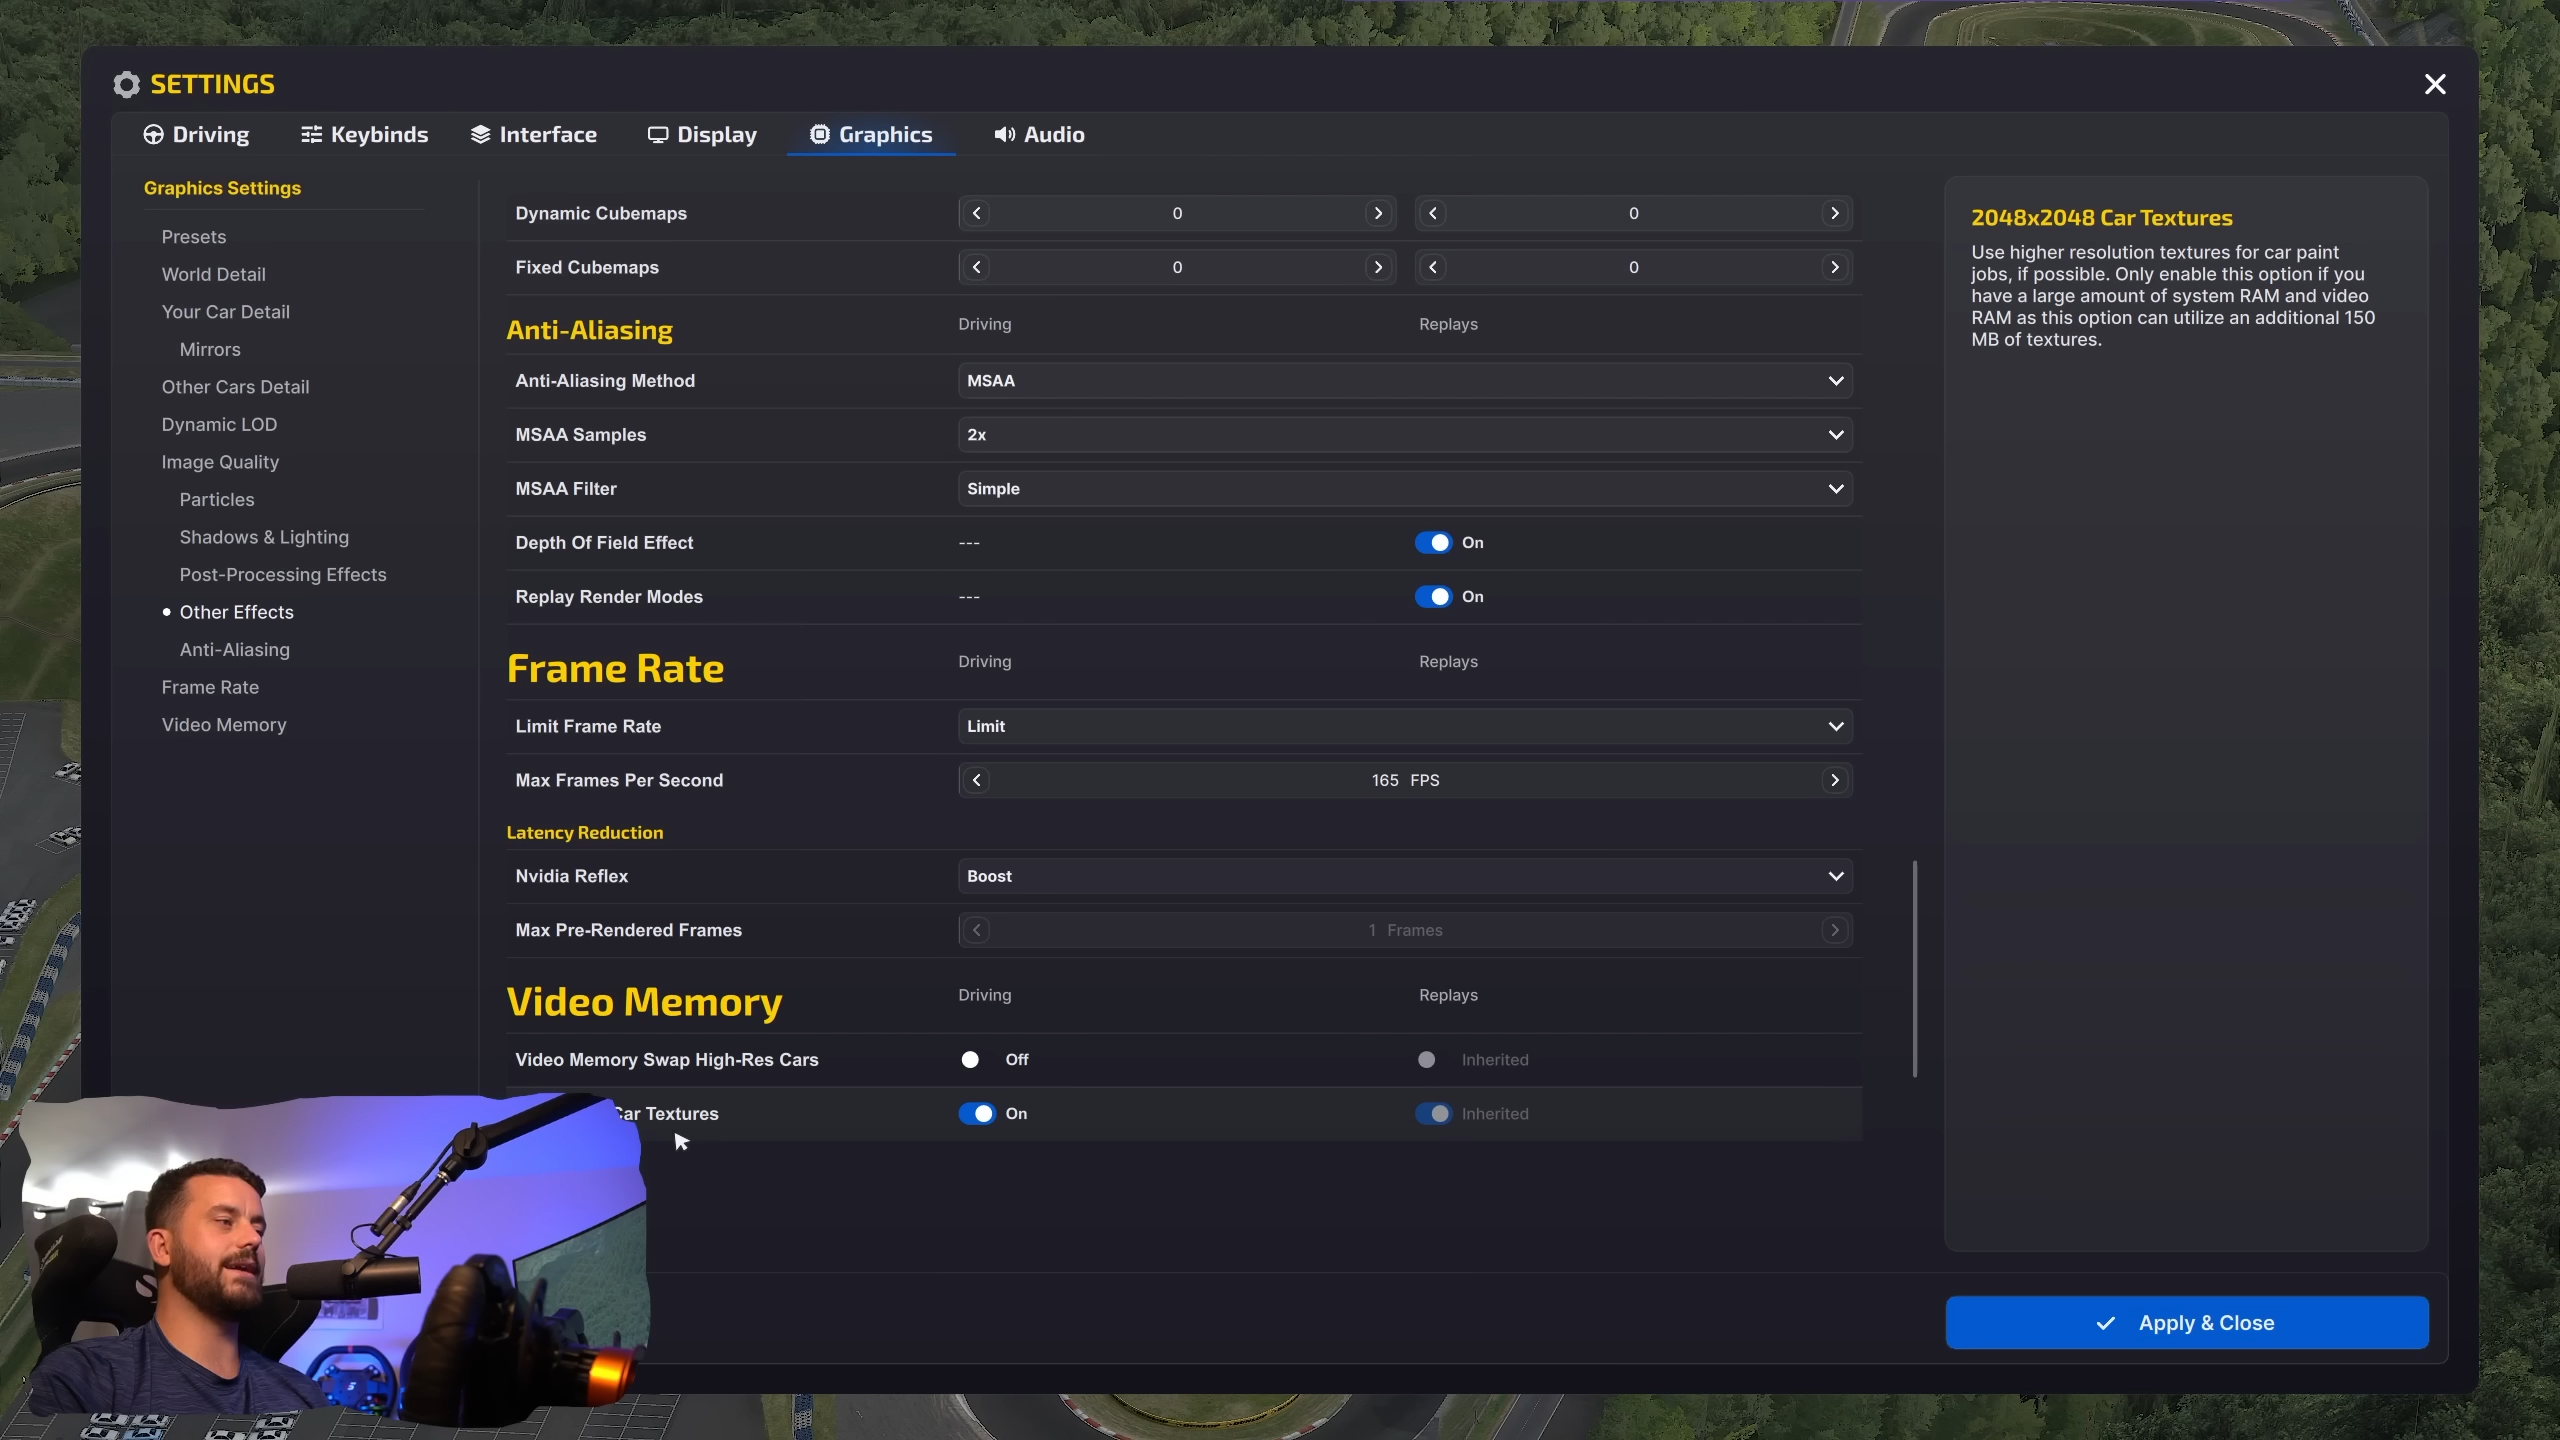 SETTINGS
Driving
Keybinds
Interface
Display
Graphics
Audio
Graphics Settings
Presets
World Detail
Your Car Detail
Mirrors
Other Cars Detail
Dynamic LOD
Image Quality
Particles
Shadows & Lighting
Post-Processing Effects
Other Effects
Anti-Aliasing
Frame Rate
Video Memory
Dynamic Cubemaps 0 0
Fixed Cubemaps 0 0
Anti-Aliasing Driving Replays
Anti-Aliasing Method MSAA
MSAA Samples 2x
MSAA Filter Simple
Depth Of Field Effect --- On
Replay Render Modes --- On
Frame Rate Driving Replays
Limit Frame Rate Limit
Max Frames Per Second 165 FPS
Latency Reduction
Nvidia Reflex Boost
Max Pre-Rendered Frames 1 Frames
Video Memory Driving Replays
Video Memory Swap High-Res Cars Off Inherited
Car Textures On Inherited
2048x2048 Car Textures
Use higher resolution textures for car paint
jobs, if possible. Only enable this option if you
have a large amount of system RAM and video
RAM as this option can utilize an additional 150
MB of textures.
Apply & Close